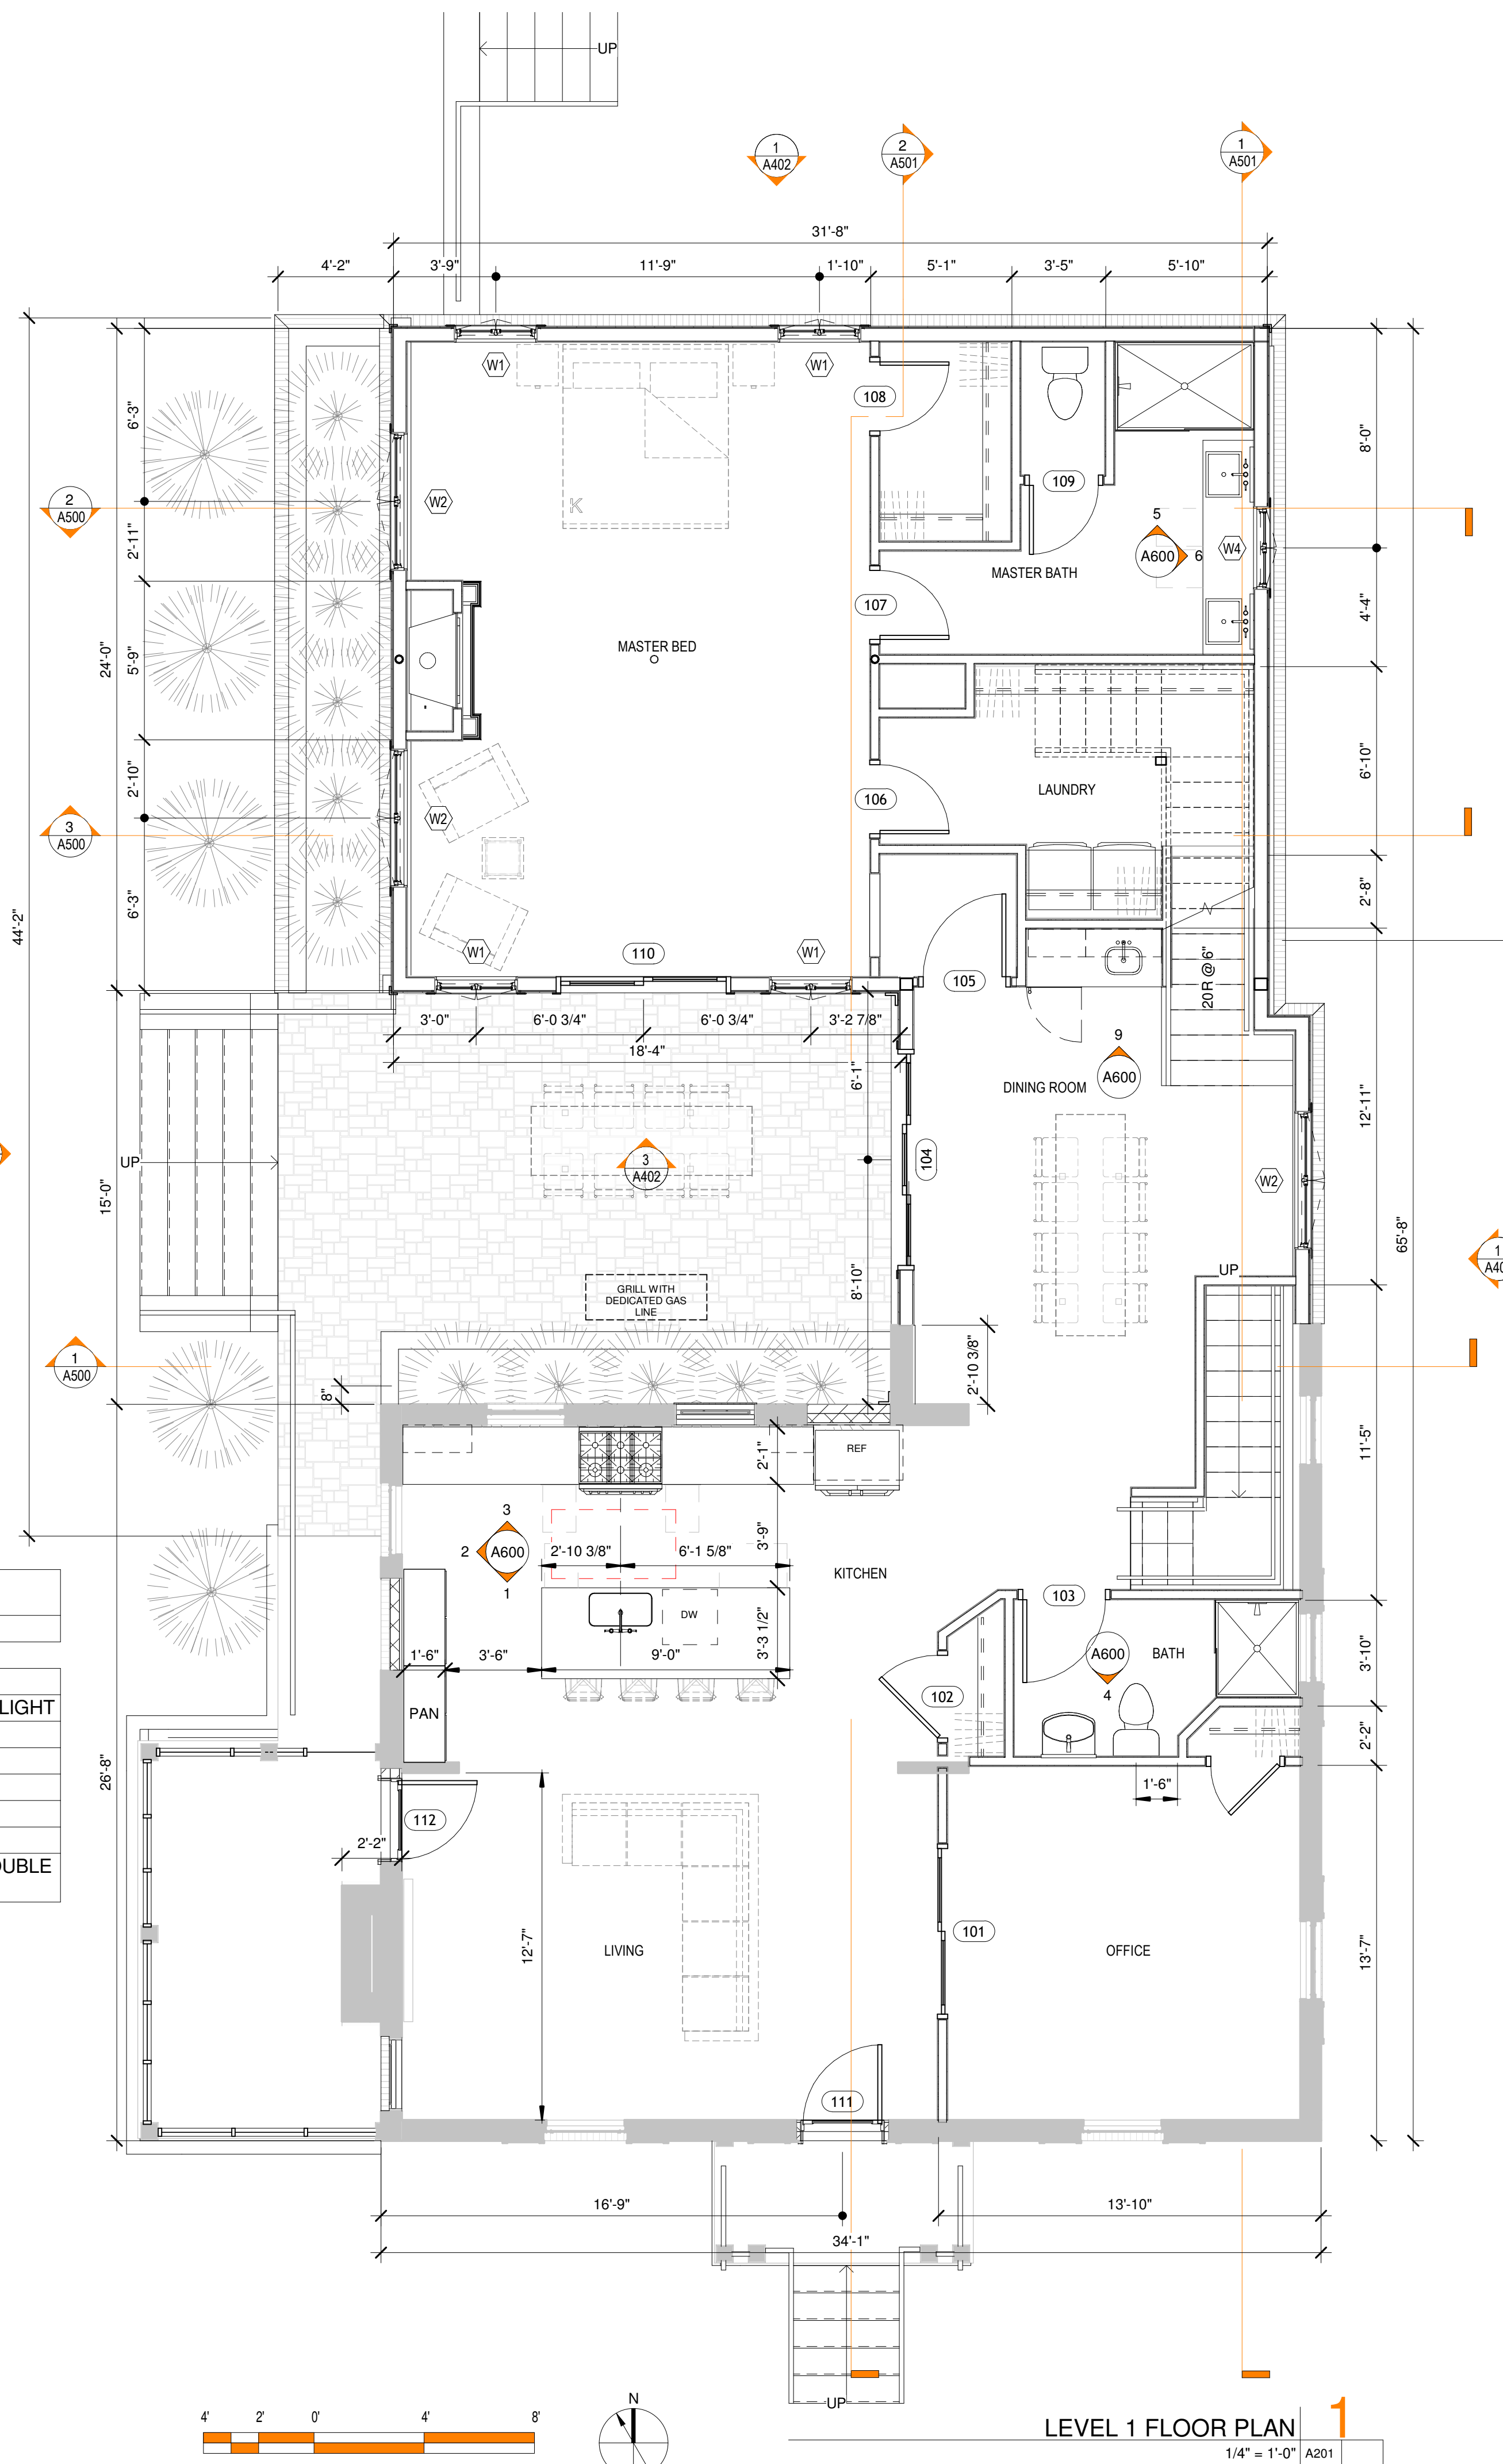 UP
1
A402
2
A501
1
A501
31'-8"
4'-2"
3'-9"
11'-9"
1'-10"
5'-1"
3'-5"
5'-10"
W1
W1
108
6'-3"
8'-0"
K
109
2
A500
W2
5
A600
6
W4
2'-11"
MASTER BATH
107
4'-4"
MASTER BED
24'-0"
5'-9"
2'-10"
106
LAUNDRY
6'-10"
3
A500
W2
2'-8"
6'-3"
44'-2"
W1
110
W1
105
20R @ 6"
3'-0"
6'-0 3/4"
6'-0 3/4"
3'-2 7/8"
18'-4"
6'-1"
9
A600
DINING ROOM
12'-11"
UP
3
A402
104
W2
15'-0"
65'-8"
1
GRILL WITH
DEDICATED GAS
LINE
8'-10"
UP
1
A500
8"
2'-10 3/8"
2'-1"
REF
11'-5"
3
2
A600
1
2'-10 3/8"
6'-1 5/8"
3'-9"
KITCHEN
103
DW
3'-3 1/2"
1'-6"
3'-6"
9'-0"
A600
4
BATH
3'-10"
102
PAN
LIGHT
2'-2"
26'-8"
1'-6"
112
2'-2"
UBLE
12'-7"
LIVING
101
OFFICE
13'-7"
111
16'-9"
13'-10"
34'-1"
UP
4'
2'
0'
4'
8'
N
LEVEL 1 FLOOR PLAN
1
1/4" = 1'-0"
A201